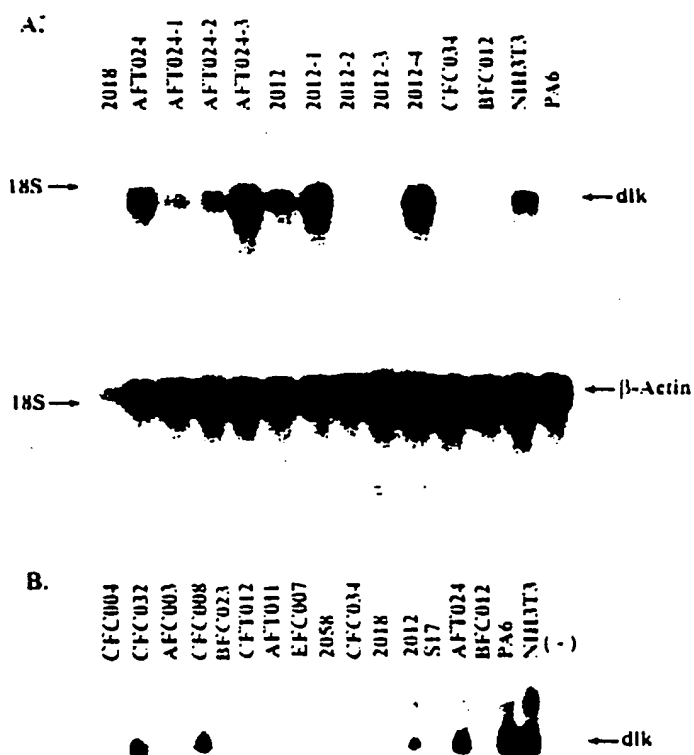 A:
2018
AFT024
AFT024-1
AFT024-2
AFT024-3
2012
2012-1
2012-2
2012-3
2012-4
CFC034
BFC012
NIH3T3
PA6
18S
dlk
18S
β-Actin
B.
CFC004
CFC032
AFC003
CFC008
BFC023
CFT012
AFT011
EFC007
2058
CFC034
2018
2012
S17
AFT024
BFC012
PA6
NIH3T3
(-)
dlk